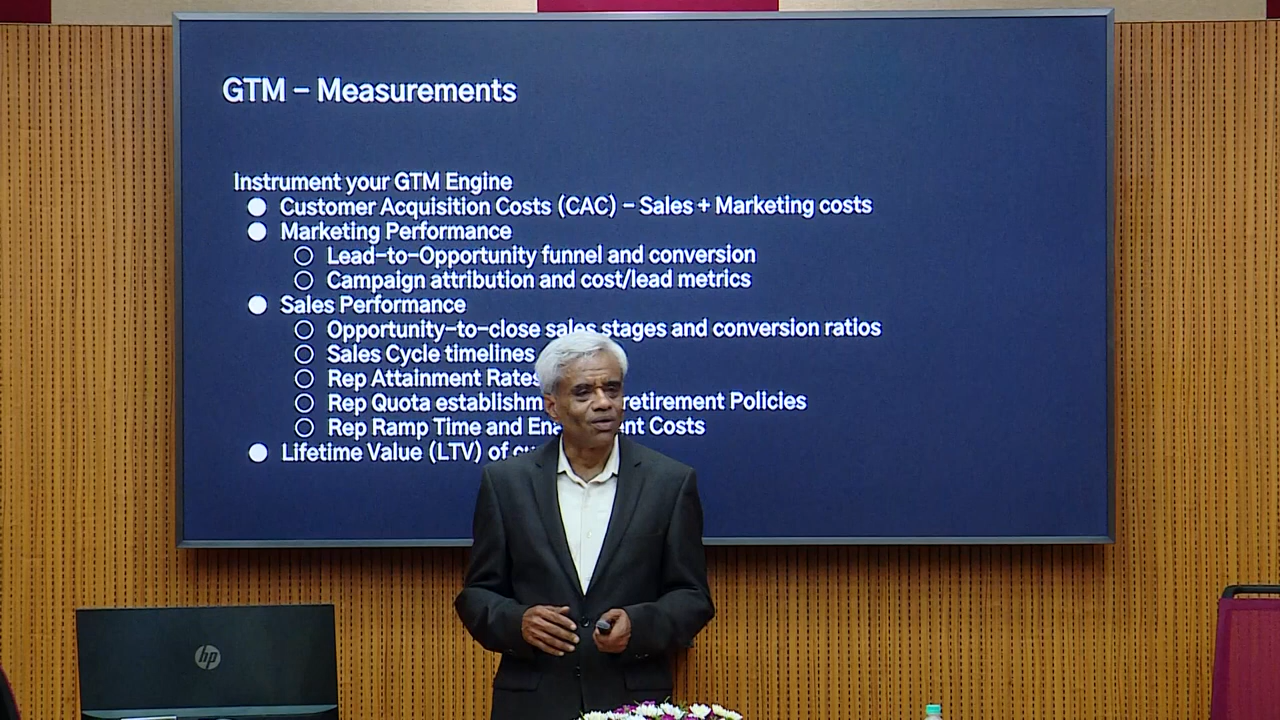 GTM – Measurements
Instrument your GTM Engine
Customer Acquisition Costs (CAC) – Sales + Marketing costs
Marketing Performance
Lead-to-Opportunity funnel and conversion
Campaign attribution and cost/lead metrics
Sales Performance
Opportunity-to-close sales stages and conversion ratios
Sales Cycle timelines
Rep Attainment Rates
Rep Quota retirement Policies
Rep Ramp Time and Costs
Lifetime Value (LTV) of
hp